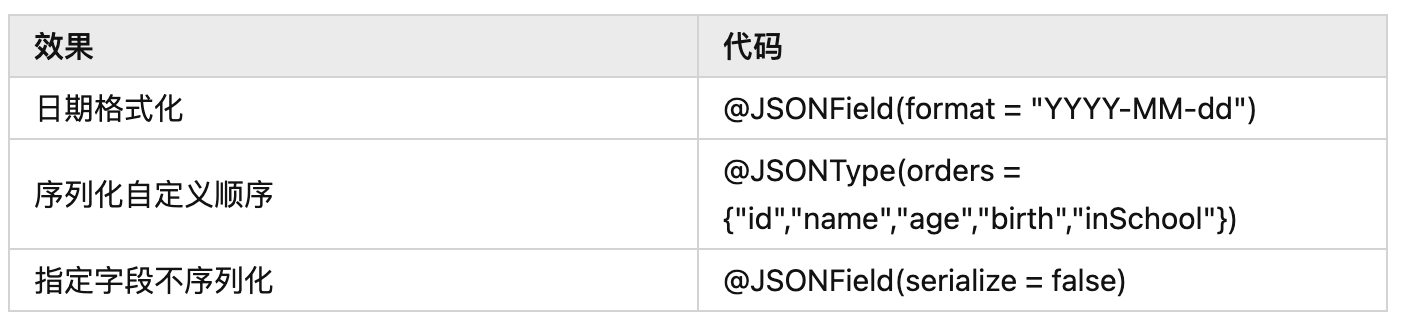 效果
代码
日期格式化
@JSONField(format = "YYYY-MM-dd")
序列化自定义顺序
@JSONType(orders =
{"id","name","age","birth","inSchool"})
指定字段不序列化
@JSONField(serialize = false)